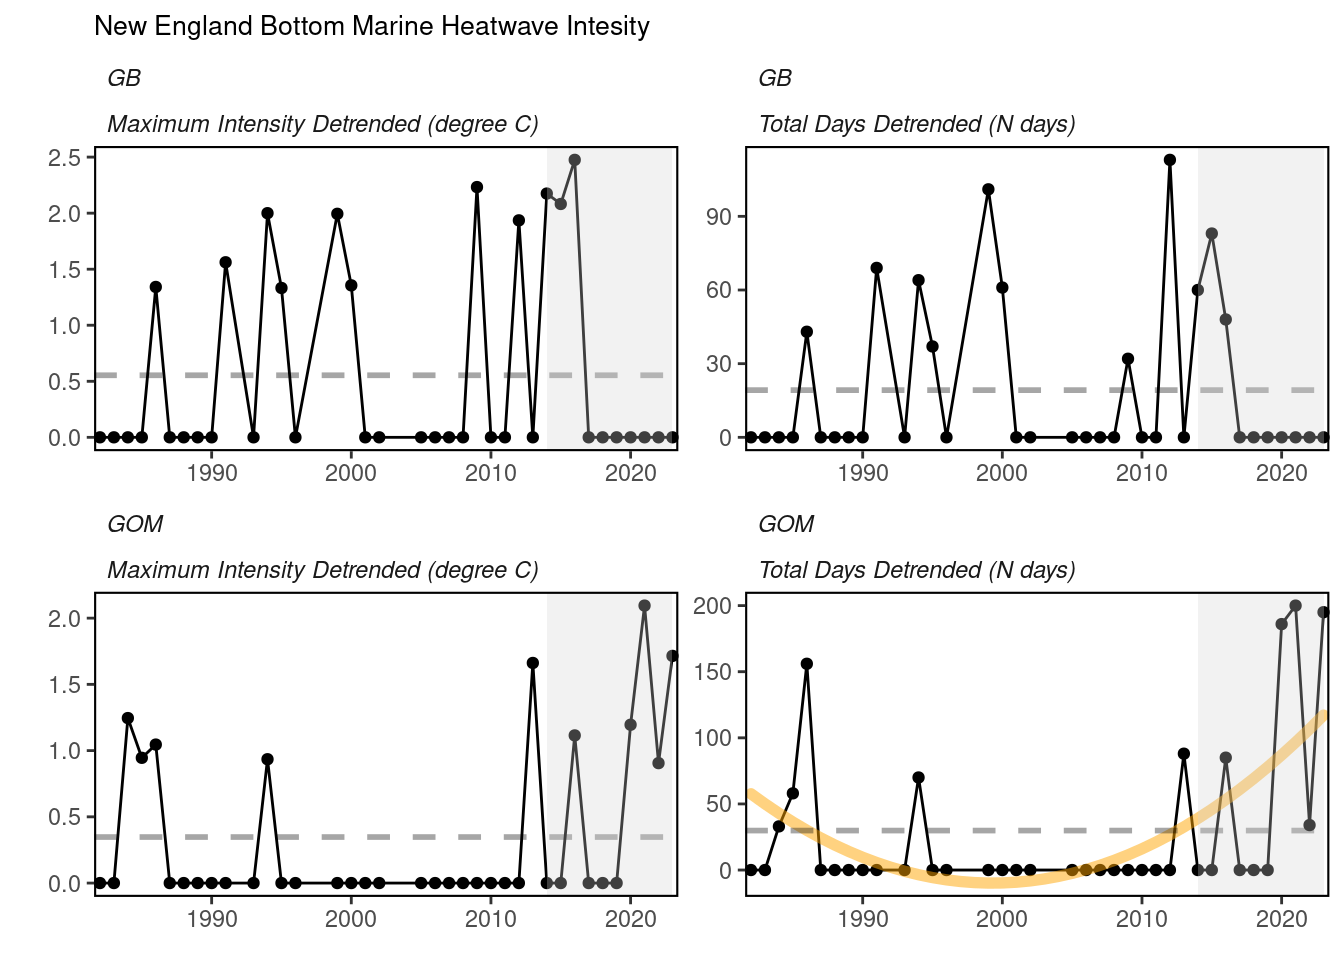 New England Bottom Marine Heatwave Intesity
GB
Maximum Intensity Detrended (degree C)
2.5
2.0
1.5
1.0
0.5
0.0
1990 2000 2010 2020
GB
Total Days Detrended (N days)
90
60
30
0
1990 2000 2010 2020
GOM
Maximum Intensity Detrended (degree C)
2.0
1.5
1.0
0.5
0.0
1990 2000 2010 2020
GOM
Total Days Detrended (N days)
200
150
100
50
0
1990 2000 2010 2020